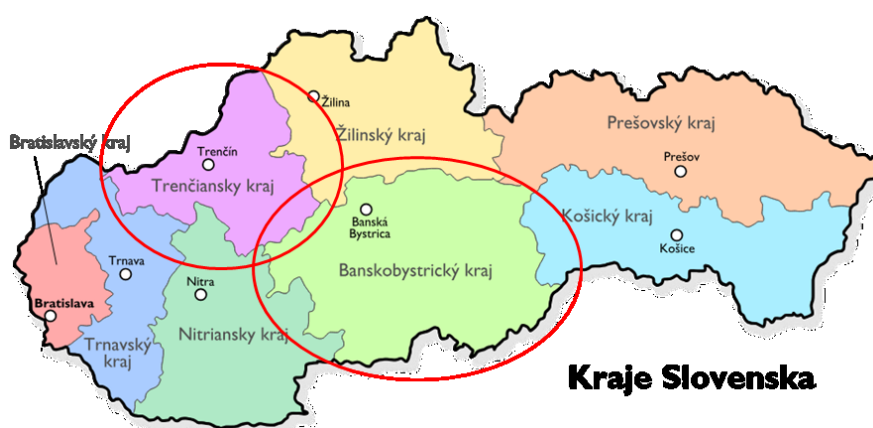 Žilina
Bratislavský kraj
Žilinský kraj
Prešovský kraj
Trenčín
Trenčiansky kraj
Prešov
Banská
Bystrica
Košický kraj
Košice
Trnava
Banskobystrický kraj
Nitra
Bratislava
Nitriansky kraj
Trnavský
kraj
Kraje Slovenska